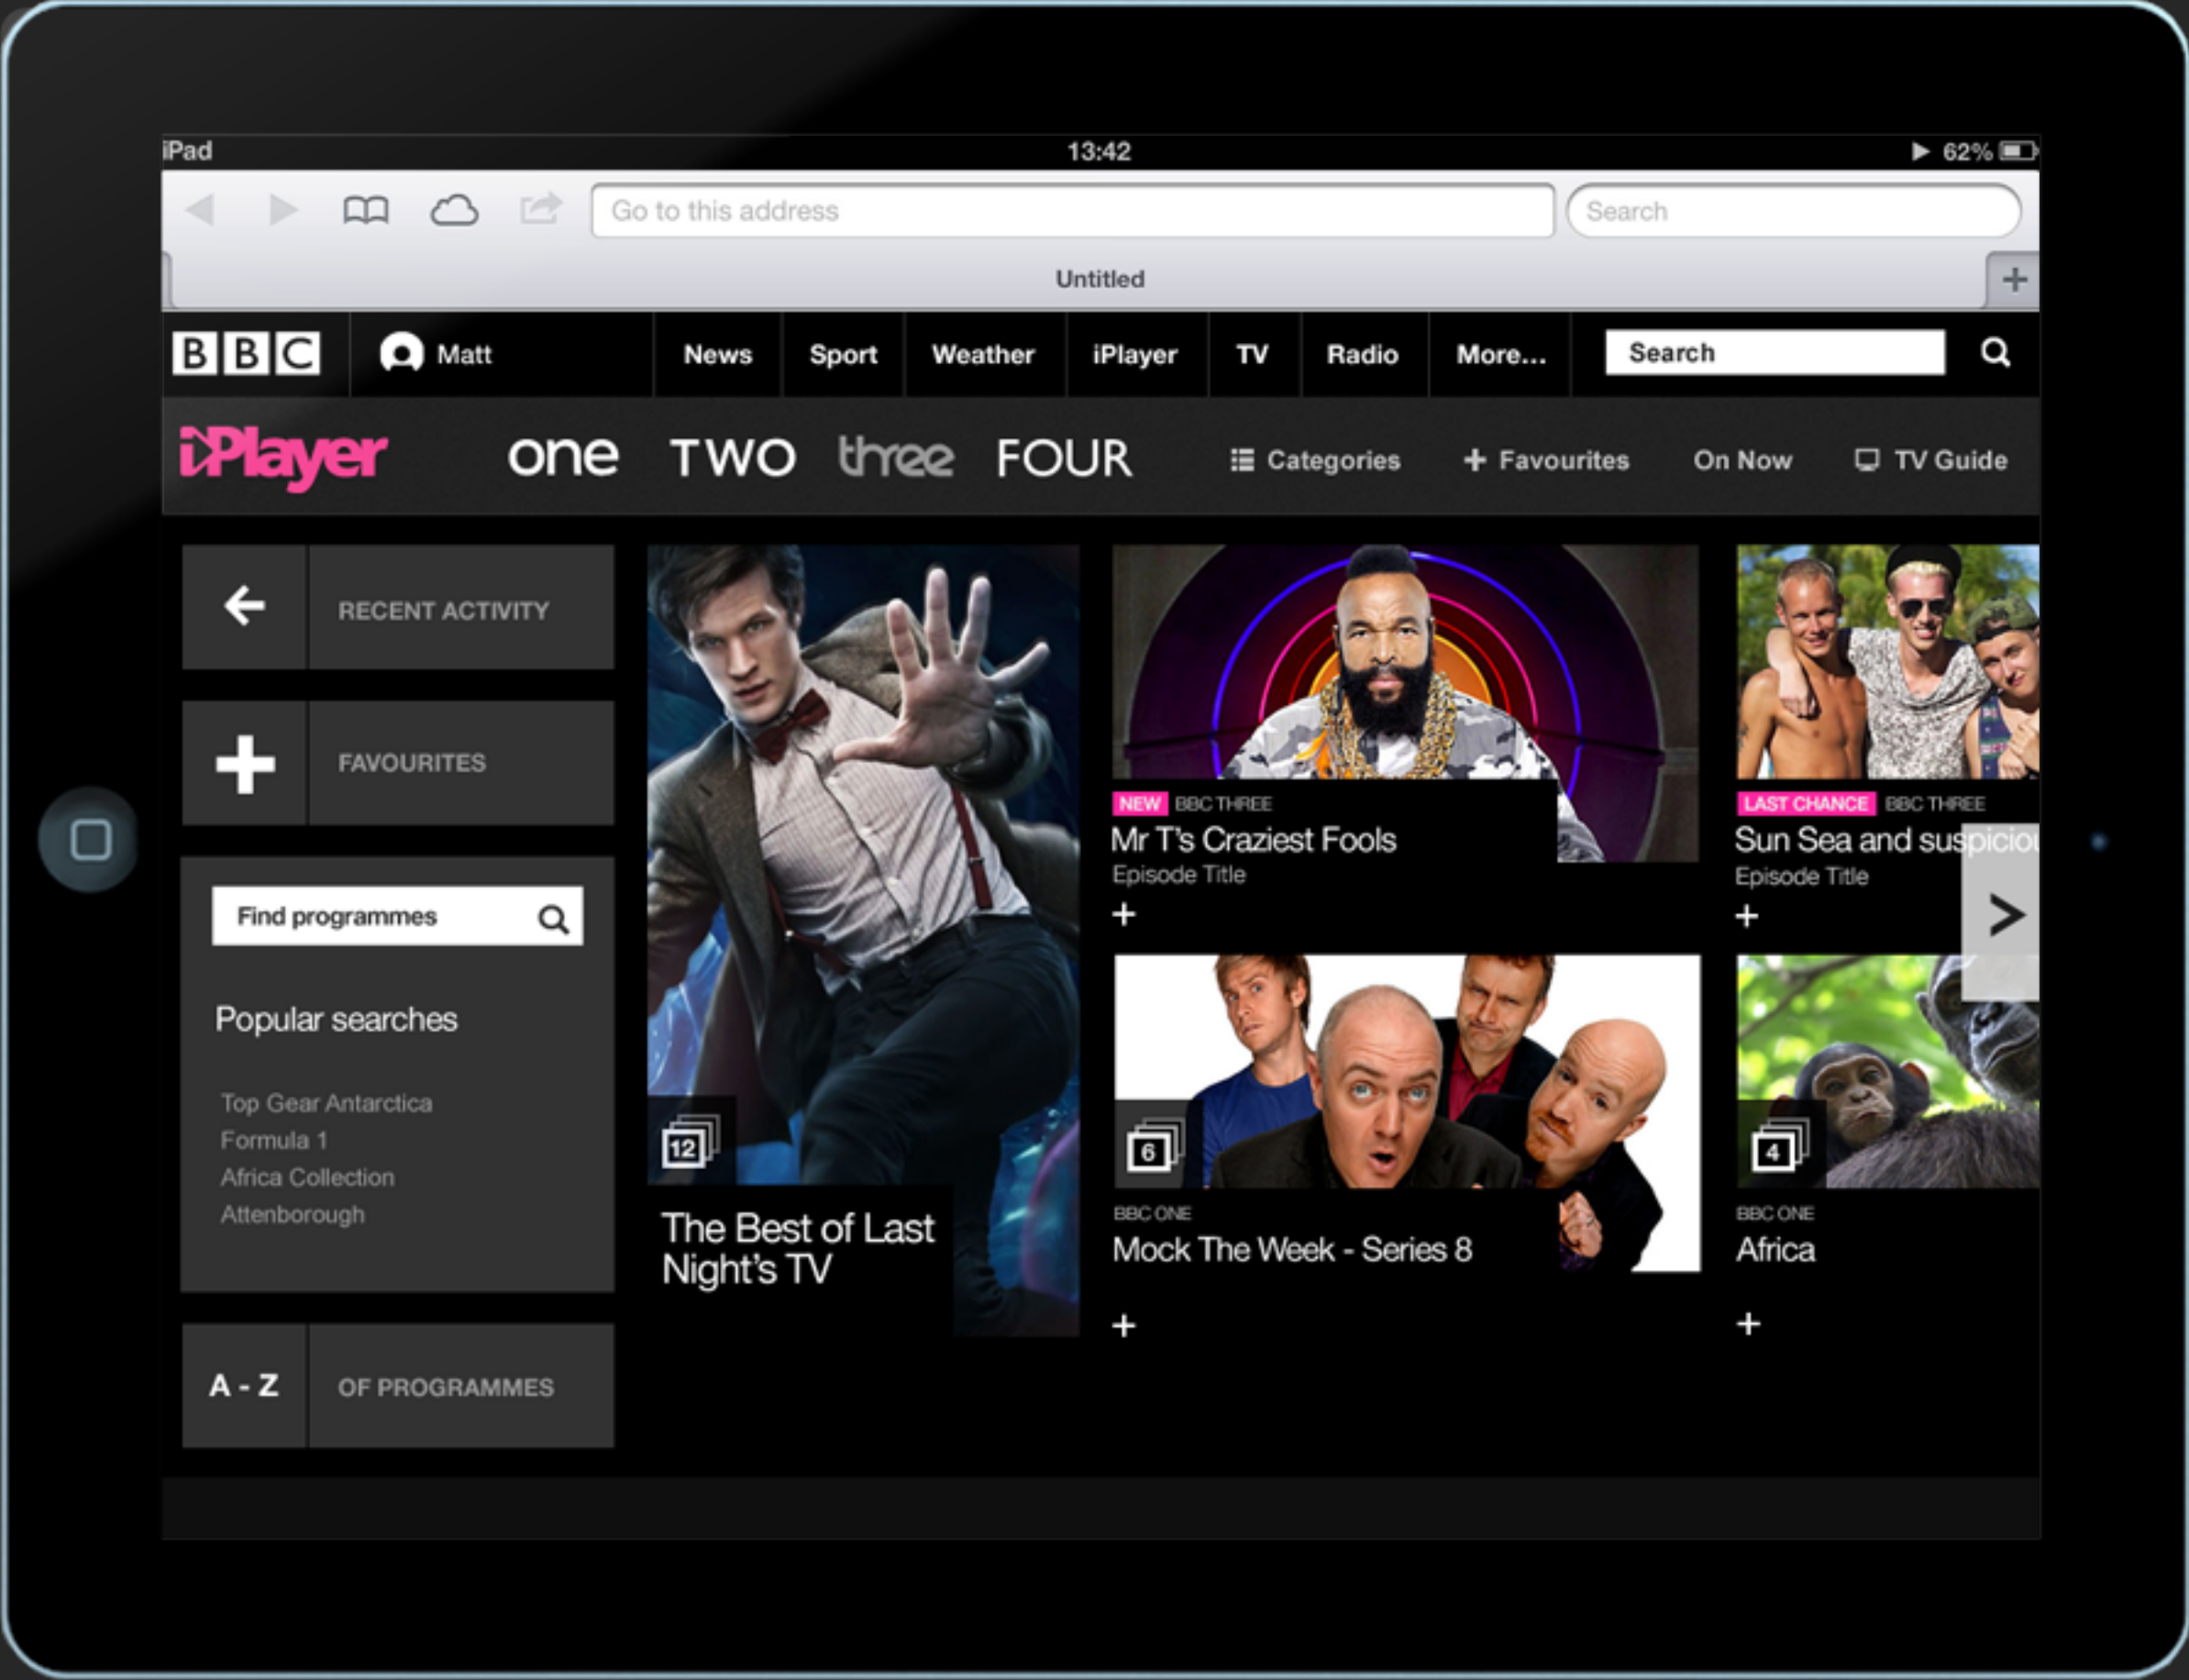 iPad
13:42
62%
Go to this address
Search
Untitled
BBC
Matt
News
Sport
Weather
iPlayer
TV
Radio
More...
Search
iPlayer
one
TWO
three
FOUR
Categories
+ Favourites
On Now
TV Guide
RECENT ACTIVITY
FAVOURITES
Find programmes
Popular searches
Top Gear Antarctica
Formula 1
Africa Collection
Attenborough
A - Z
OF PROGRAMMES
12
The Best of Last
Night's TV
NEW BBC THREE
Mr T's Craziest Fools
Episode Title
+
6
BBC ONE
Mock The Week - Series 8
+
LAST CHANCE BBC THREE
Sun Sea and suspiciou
Episode Title
+
>
4
BBC ONE
Africa
+